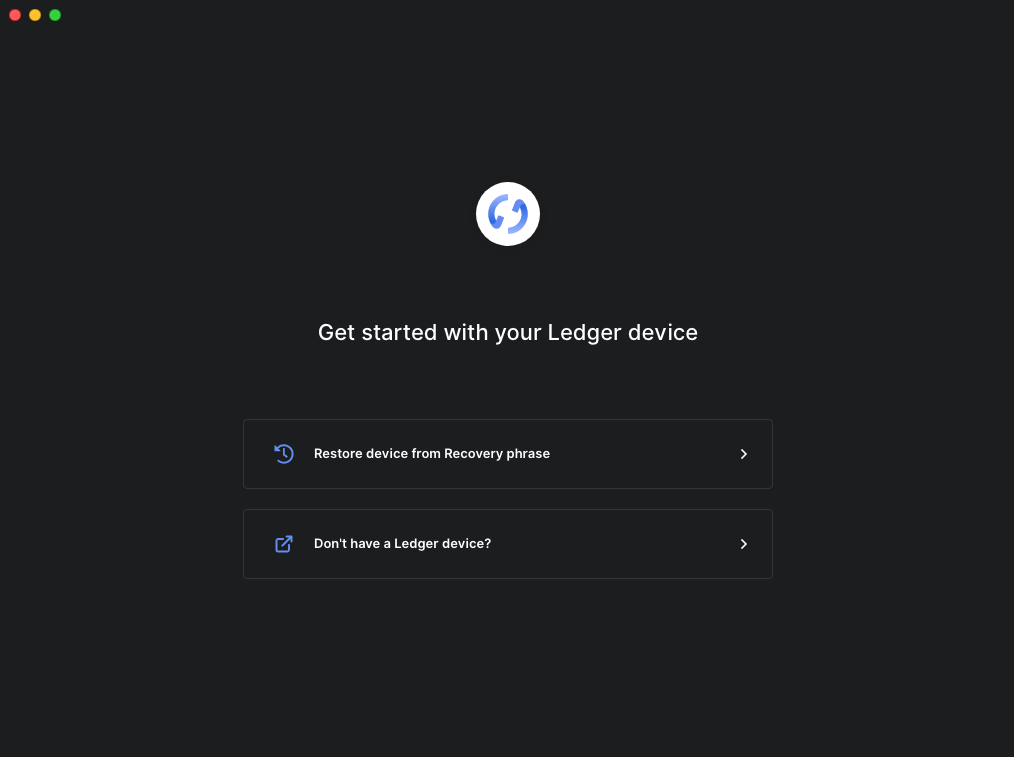 Get started with your Ledger device
Restore device from Recovery phrase
Don't have a Ledger device?